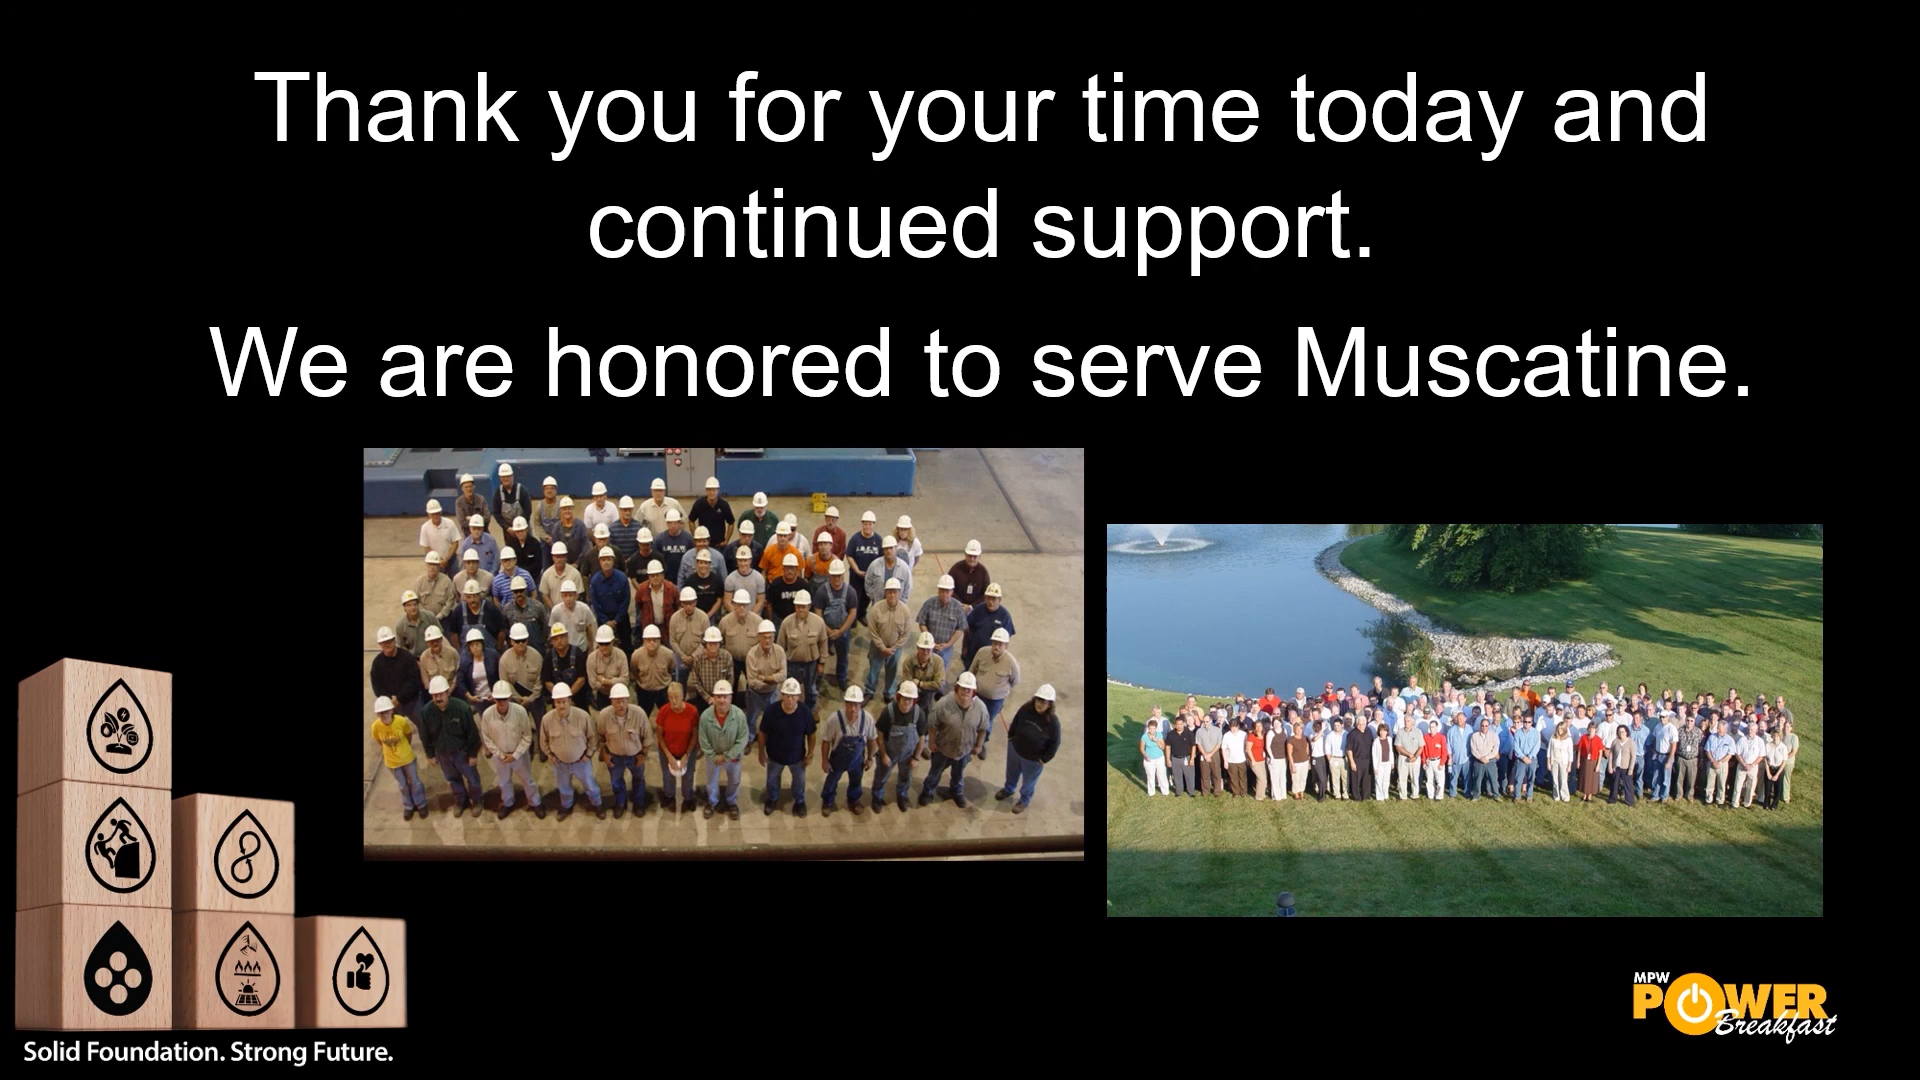 Thank you for your time today and
continued support.
We are honored to serve Muscatine.
I.B.E.W.
I.B.E.W.
Solid Foundation. Strong Future.
MPW
POWER
Breakfast